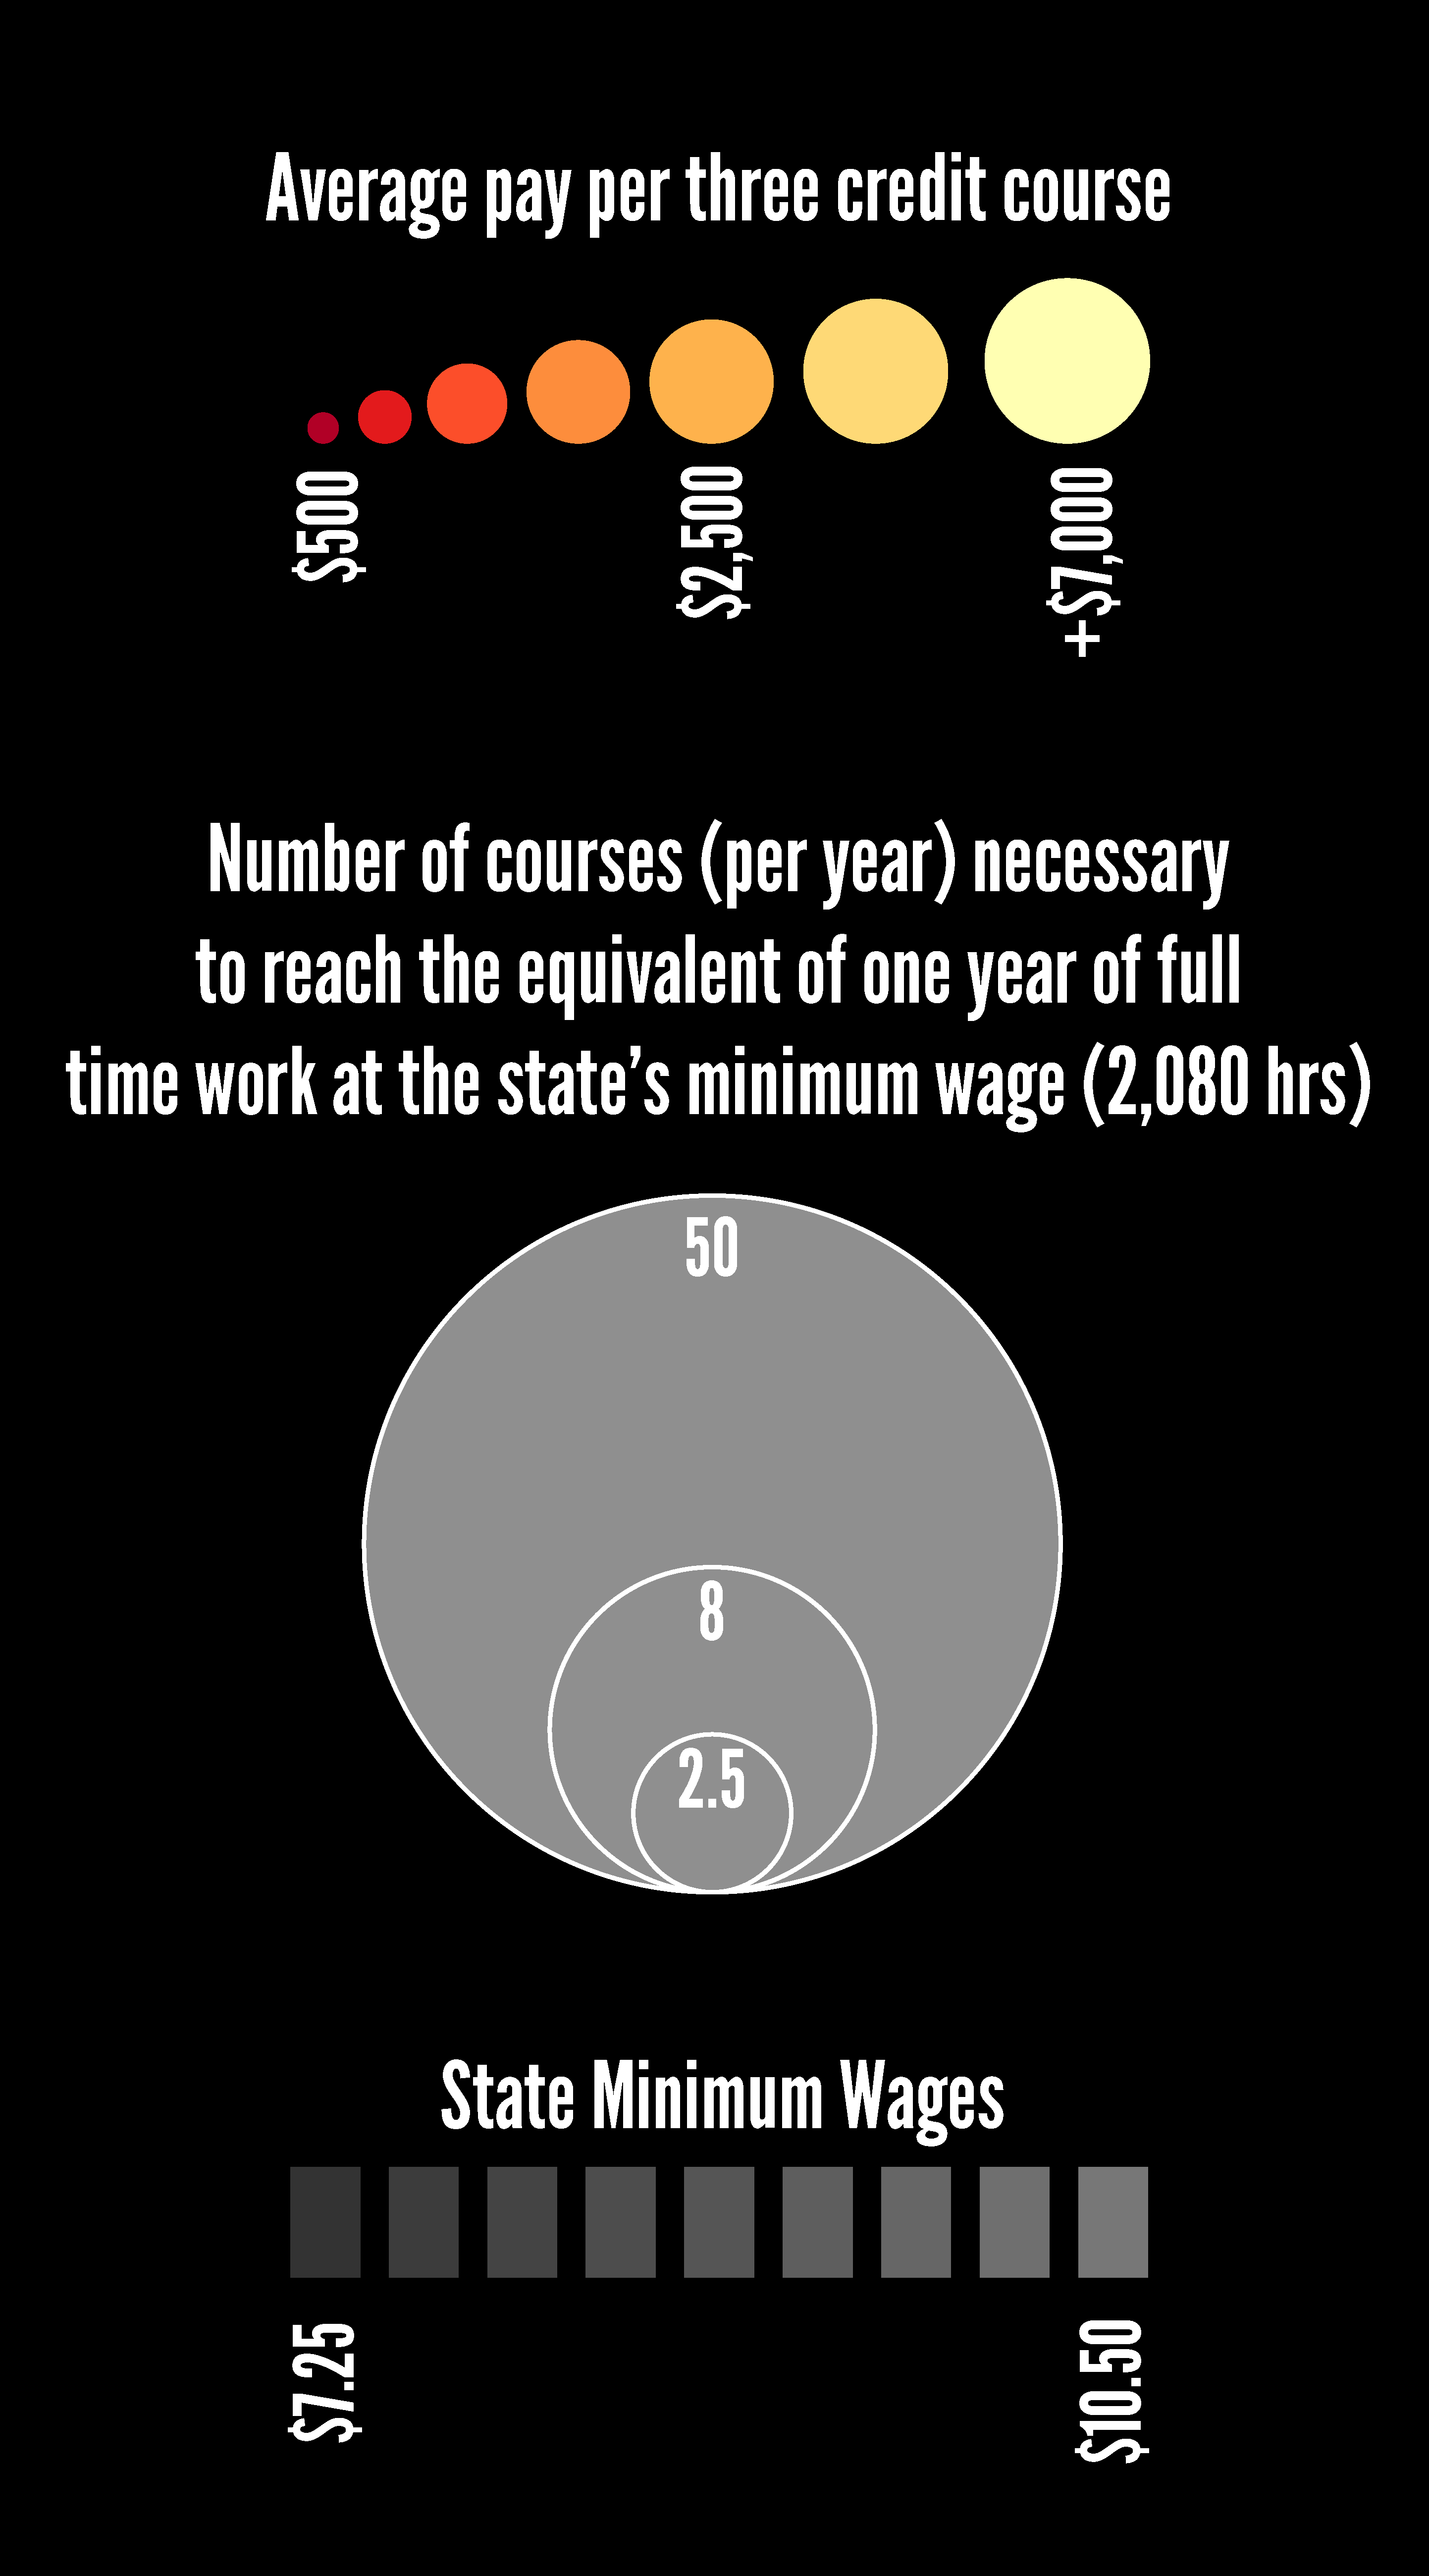 Average pay per three credit course
$500
$2,500
+$7,000
Number of courses (per year) necessary
to reach the equivalent of one year of full
time work at the state’s minimum wage (2,080 hrs)
50
8
2.5
State Minimum Wages
$7.25
$10.50